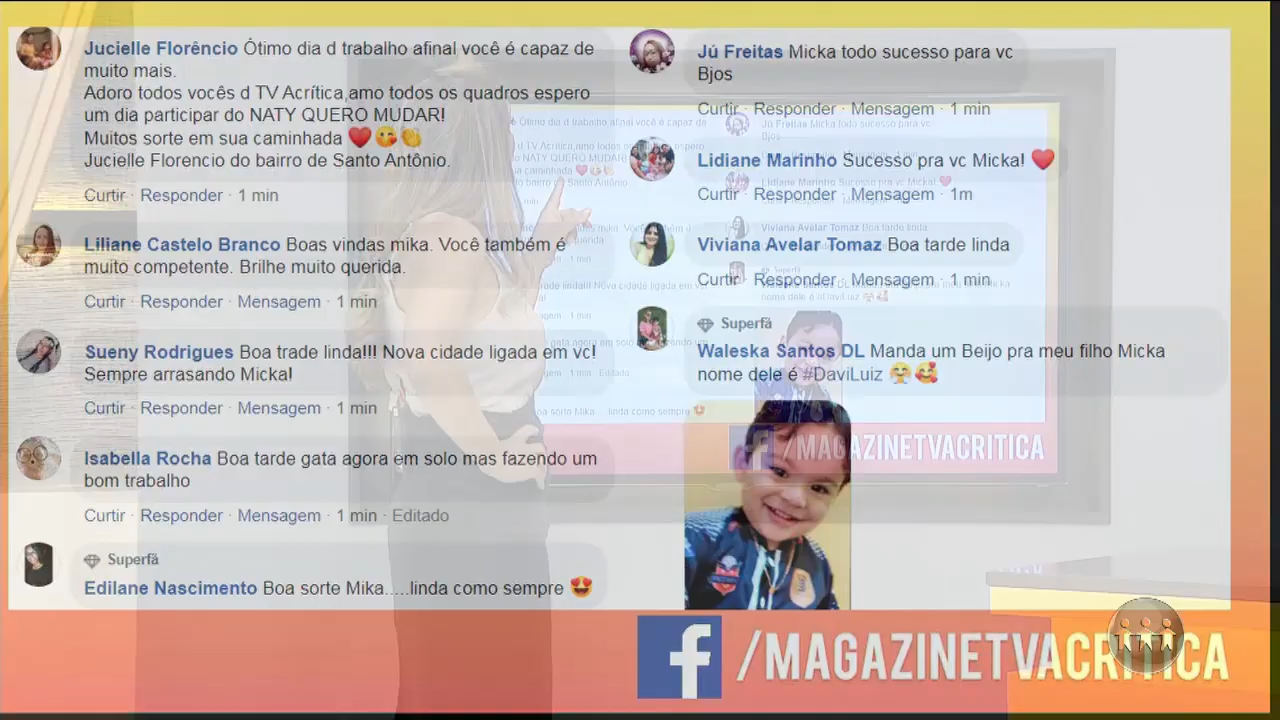 Jucielle Florêncio Ótimo dia d trabalho afinal você é capaz de
muito mais.
Adoro todos vocês d TV Acrítica,amo todos os quadros espero
um dia participar do NATY QUERO MUDAR!
Muitos sorte em sua caminhada ❤️🥰👏
Jucielle Florencio do bairro de Santo Antônio.
Curtir · Responder · 1 min
Liliane Castelo Branco Boas vindas mika. Você também é
muito competente. Brilhe muito querida.
Curtir · Responder · Mensagem · 1 min
Sueny Rodrigues Boa trade linda!!! Nova cidade ligada em vc!
Sempre arrasando Micka!
Curtir · Responder · Mensagem · 1 min
Isabella Rocha Boa tarde gata agora em solo mas fazendo um
bom trabalho
Curtir · Responder · Mensagem · 1 min · Editado
Superfã
Edilane Nascimento Boa sorte Mika.....linda como sempre 😍
Jú Freitas Micka todo sucesso para vc
Bjos
Curtir · Responder · Mensagem · 1 min
Lidiane Marinho Sucesso pra vc Micka! ❤️
Curtir · Responder · Mensagem · 1m
Viviana Avelar Tomaz Boa tarde linda
Curtir · Responder · Mensagem · 1 min
Superfã
Waleska Santos DL Manda um Beijo pra meu filho Micka
nome dele é #DaviLuiz 🤗🥰
/MAGAZINETVACRITICA
f /MAGAZINETVACRITICA